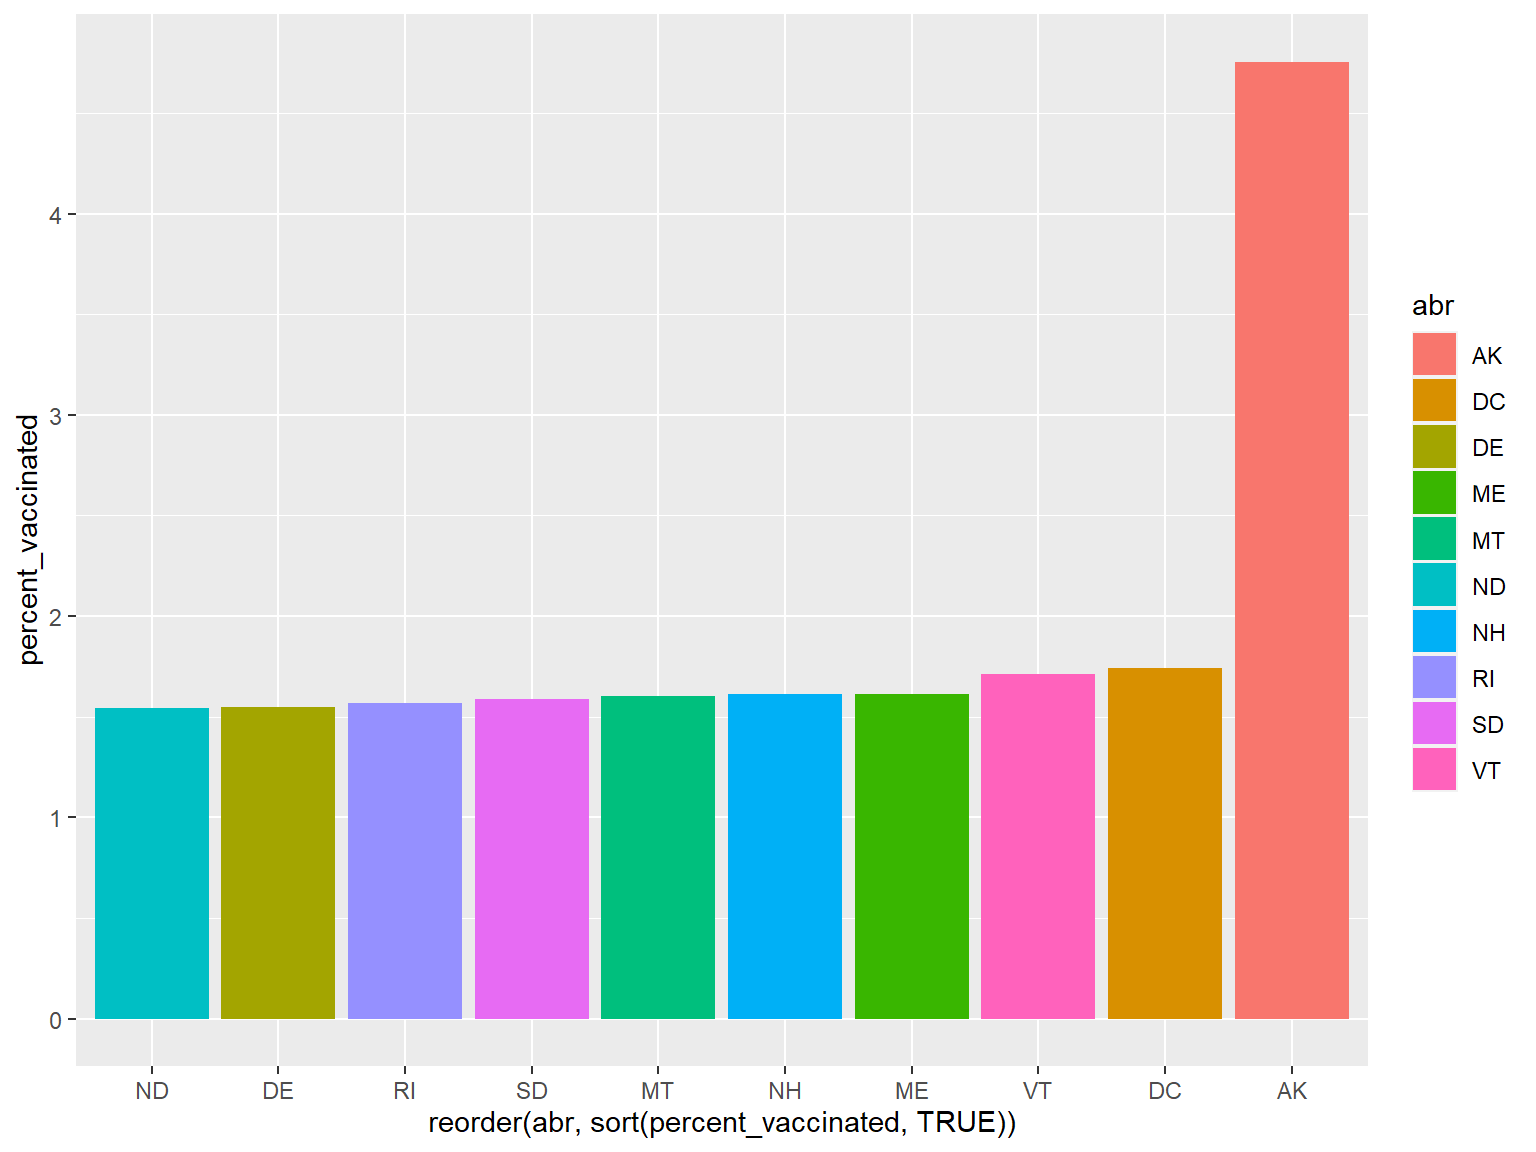 percent_vaccinated
4
3
2
1
0
ND DE RI SD MT NH ME VT DC AK
reorder(abr, sort(percent_vaccinated, TRUE))
abr
AK
DC
DE
ME
MT
ND
NH
RI
SD
VT